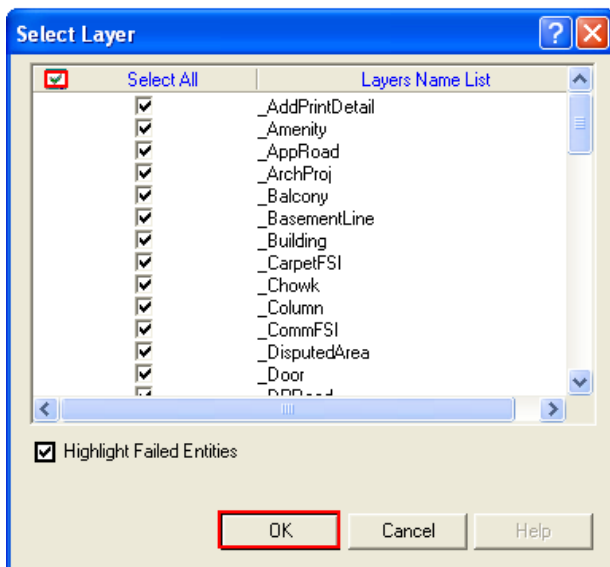 Select Layer
Select All Layers Name List
_AddPrintDetail
_Amenity
_AppRoad
_ArchProj
_Balcony
_BasementLine
_Building
_CarpetFSI
_Chowk
_Column
_CommFSI
_DisputedArea
_Door
Highlight Failed Entities
OK Cancel Help